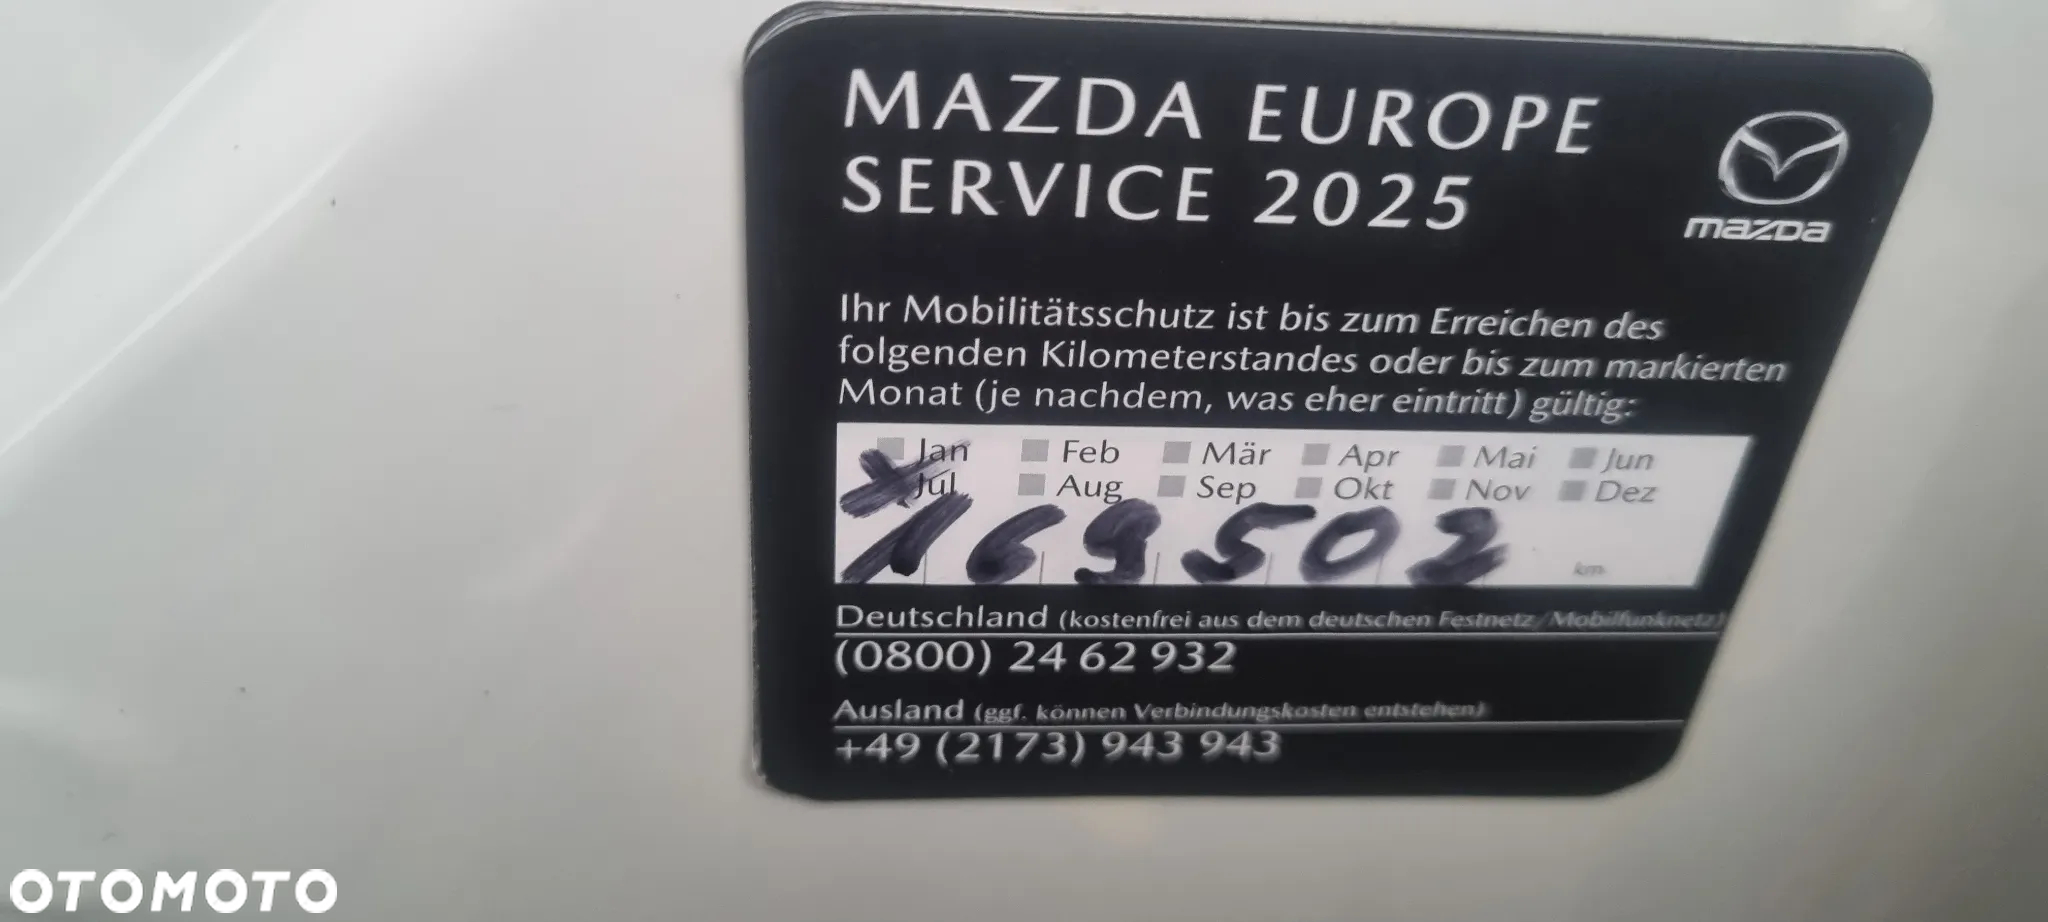 MAZDA EUROPE
SERVICE 2025
mazda
Ihr Mobilitätsschutz ist bis zum Erreichen des
folgenden Kilometerstandes oder bis zum markierten
Monat (je nachdem, was eher eintritt) gültig:
Jan Feb Mär Apr Mai Jun
Jul Aug Sep Okt Nov Dez
169502 km
Deutschland (kostenfrei aus dem deutschen Festnetz/Mobilfunknetz)
(0800) 24 62 932
Ausland (ggf. können Verbindungskosten entstehen)
+49 (2173) 943 943
OTOMOTO